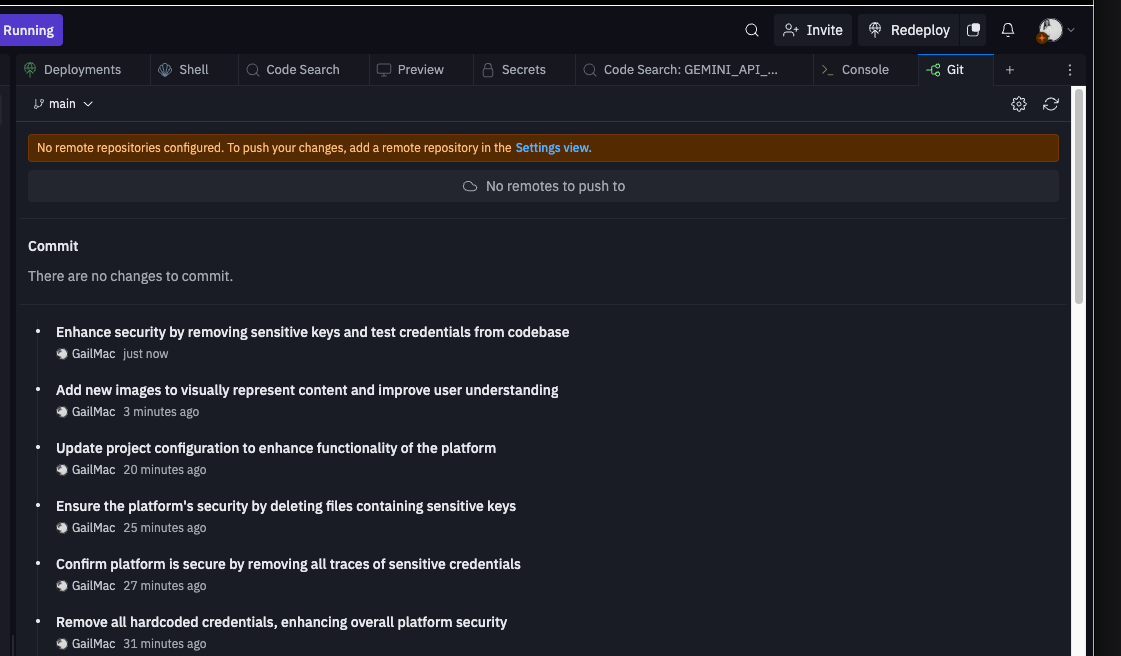 Running
Invite
Redeploy
Deployments
Shell
Code Search
Preview
Secrets
Code Search: GEMINI_API_...
Console
Git
main
No remote repositories configured. To push your changes, add a remote repository in the Settings view.
No remotes to push to
Commit
There are no changes to commit.
Enhance security by removing sensitive keys and test credentials from codebase
GailMac just now
Add new images to visually represent content and improve user understanding
GailMac 3 minutes ago
Update project configuration to enhance functionality of the platform
GailMac 20 minutes ago
Ensure the platform's security by deleting files containing sensitive keys
GailMac 25 minutes ago
Confirm platform is secure by removing all traces of sensitive credentials
GailMac 27 minutes ago
Remove all hardcoded credentials, enhancing overall platform security
GailMac 31 minutes ago